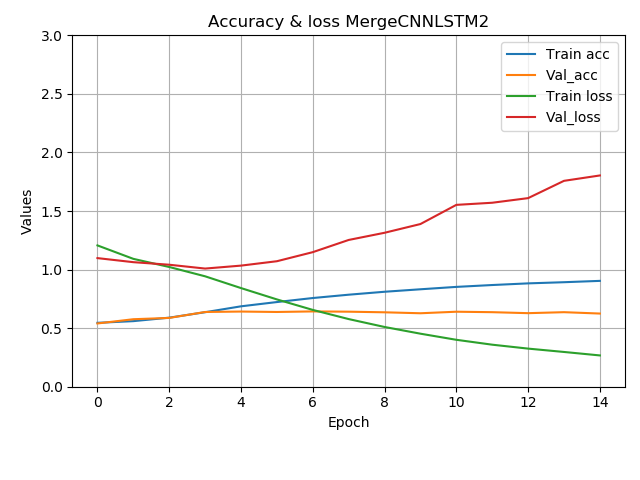 Accuracy & loss MergeCNNLSTM2
3.0
2.5
2.0
1.5
1.0
0.5
0.0
Values
Train acc
Val_acc
Train loss
Val_loss
0 2 4 6 8 10 12 14
Epoch